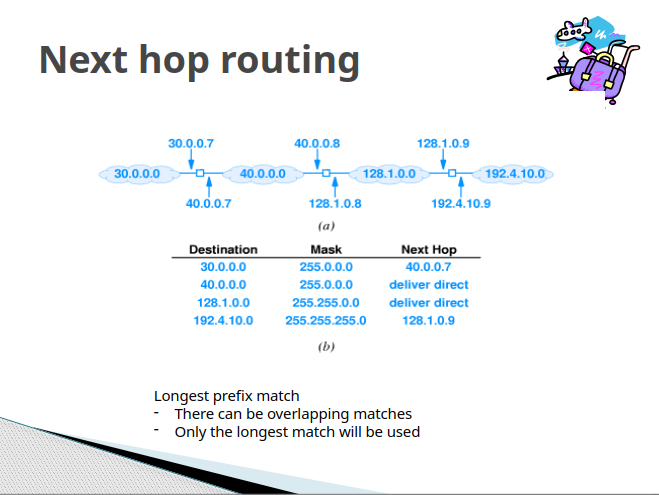 Next hop routing
30.0.0.7 40.0.0.8 128.1.0.9
30.0.0.0 40.0.0.0 128.1.0.0 192.4.10.0
40.0.0.7 128.1.0.8 192.4.10.9
(a)
Destination Mask Next Hop
30.0.0.0 255.0.0.0 40.0.0.7
40.0.0.0 255.0.0.0 deliver direct
128.1.0.0 255.255.0.0 deliver direct
192.4.10.0 255.255.255.0 128.1.0.9
(b)
Longest prefix match
- There can be overlapping matches
- Only the longest match will be used